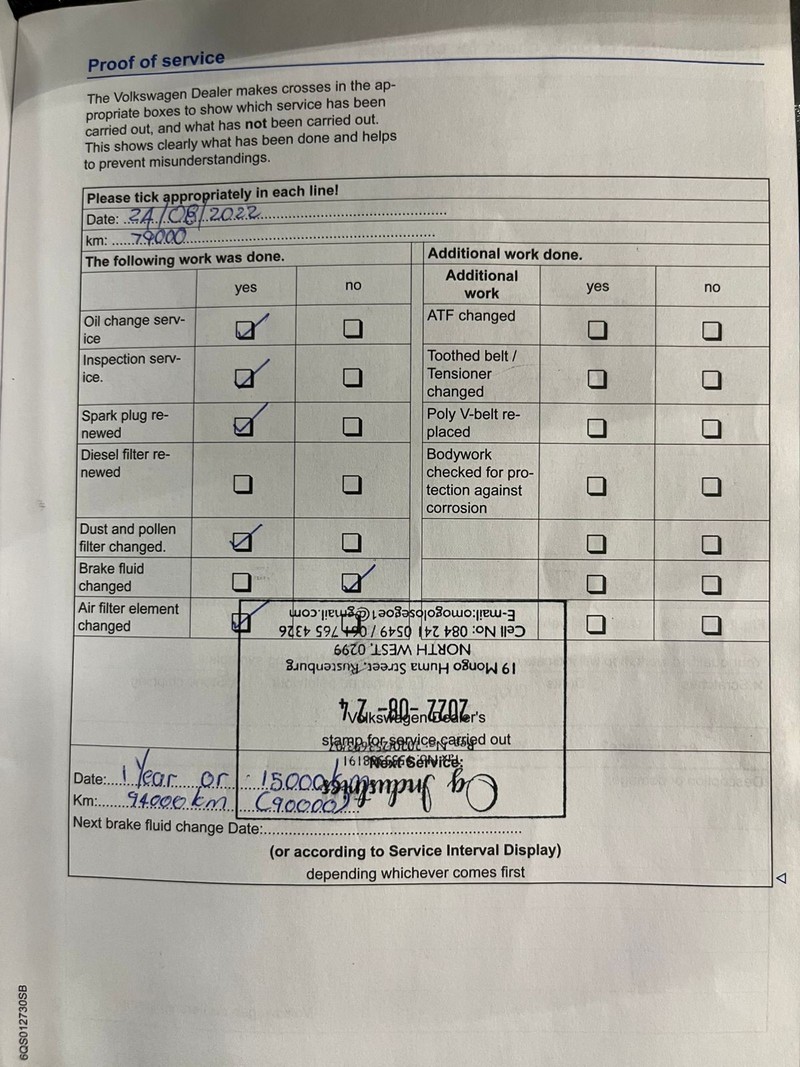 Proof of service
The Volkswagen Dealer makes crosses in the ap-
propriate boxes to show which service has been
carried out, and what has not been carried out.
This shows clearly what has been done and helps
to prevent misunderstandings.
Please tick appropriately in each line!
Date: 24/08/2022
km: 79000
The following work was done.
yes no
Oil change serv-
ice
Inspection serv-
ice.
Spark plug re-
newed
Diesel filter re-
newed
Dust and pollen
filter changed.
Brake fluid
changed
Air filter element
changed
Additional work done.
Additional
work
yes no
ATF changed
Toothed belt /
Tensioner
changed
Poly V-belt re-
placed
Bodywork
checked for pro-
tection against
corrosion
Volkswagen Dealer's
stamp for service carried out
Next Service:
Date: 1 Year or 15000km
Km: 94000km (90000)
Next brake fluid change Date:
(or according to Service Interval Display)
depending whichever comes first
Og Industries
2022 -08- 24
19 Mongo Huma Street, Rustenburg
NORTH WEST, 0299
Cell No: 084 241 0549 / 061 765 4326
E-mail:omogolosegoe1@gmail.com
6QS012730SB